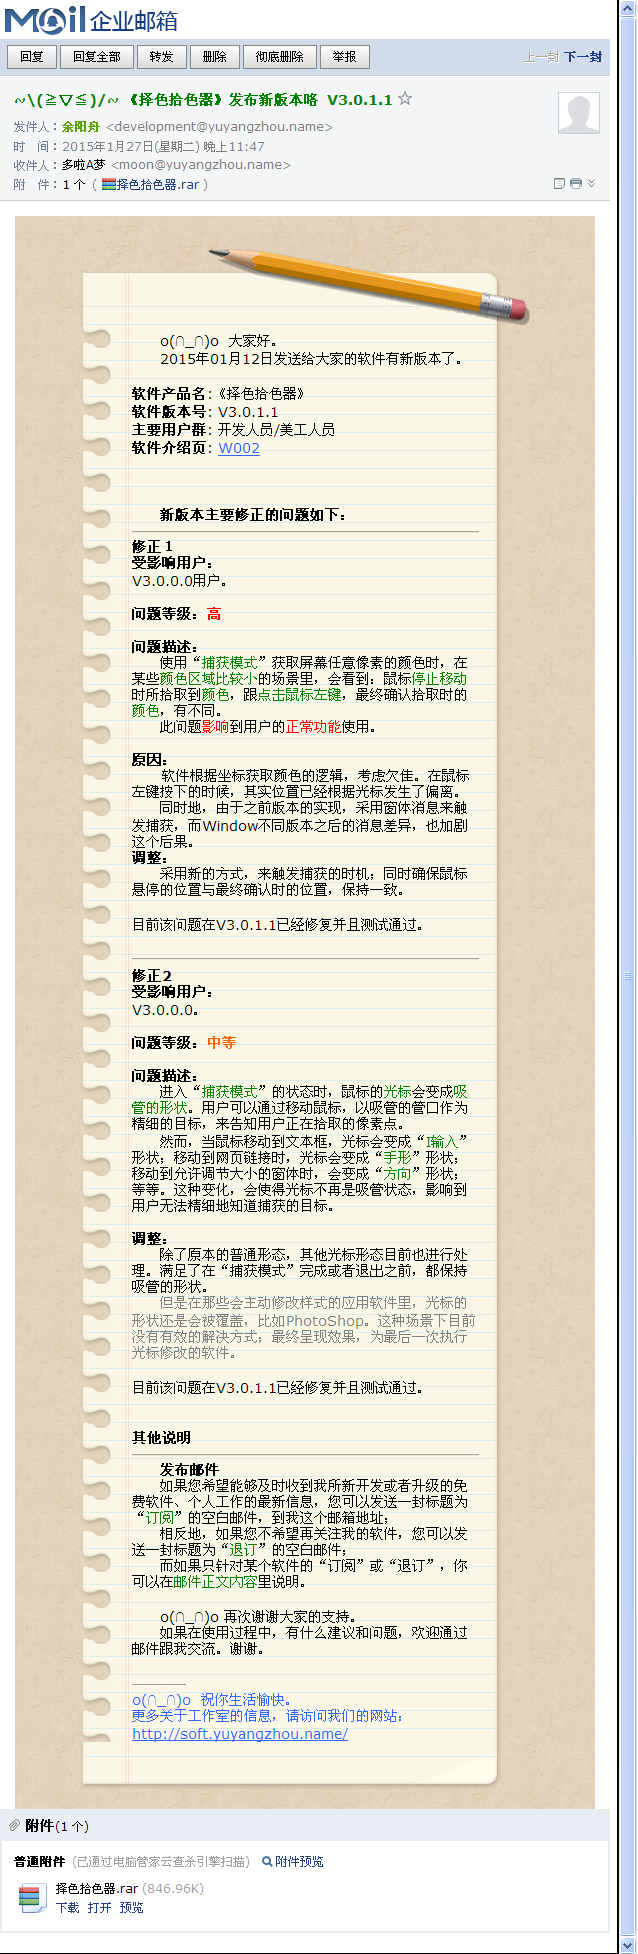 Mail 企业邮箱
回复 回复全部 转发 删除 彻底删除 举报 上一封 下一封
~\(≧▽≦)/~ 《择色拾色器》发布新版本咯 V3.0.1.1 ☆
发件人：余阳舟 <development@yuyangzhou.name>
时 间：2015年1月27日(星期二) 晚上11:47
收件人：多啦A梦 <moon@yuyangzhou.name>
附 件：1 个 ( 择色拾色器.rar )
o(∩_∩)o 大家好。
2015年01月12日发送给大家的软件有新版本了。
软件产品名：《择色拾色器》
软件版本号：V3.0.1.1
主要用户群：开发人员/美工人员
软件介绍页：W002
新版本主要修正的问题如下：
修正１
受影响用户：
V3.0.0.0用户。
问题等级：高
问题描述：
使用“捕获模式”获取屏幕任意像素的颜色时，在
某些颜色区域比较小的场景里，会看到：鼠标停止移动
时所拾取到颜色，跟点击鼠标左键，最终确认拾取时的
颜色，有不同。
此问题影响到用户的正常功能使用。
原因：
软件根据坐标获取颜色的逻辑，考虑欠佳。在鼠标
左键按下的时候，其实位置已经根据光标发生了偏离。
同时地，由于之前版本的实现，采用窗体消息来触
发捕获，而Window不同版本之后的消息差异，也加剧
这个后果。
调整：
采用新的方式，来触发捕获的时机；同时确保鼠标
悬停的位置与最终确认时的位置，保持一致。
目前该问题在V3.0.1.1已经修复并且测试通过。
修正2
受影响用户：
V3.0.0.0。
问题等级：中等
问题描述：
进入“捕获模式”的状态时，鼠标的光标会变成吸
管的形状。用户可以通过移动鼠标，以吸管的管口作为
精细的目标，来告知用户正在拾取的像素点。
然而，当鼠标移动到文本框，光标会变成“I输入”
形状；移动到网页链接时，光标会变成“手形”形状；
移动到允许调节大小的窗体时，会变成“方向”形状；
等等。这种变化，会使得光标不再是吸管状态，影响到
用户无法精细地知道捕获的目标。
调整：
除了原本的普通形态，其他光标形态目前也进行处
理。满足了在“捕获模式”完成或者退出之前，都保持
吸管的形状。
但是在那些会主动修改样式的应用软件里，光标的
形状还是会被覆盖，比如PhotoShop。这种场景下目前
没有有效的解决方式；最终呈现效果，为最后一次执行
光标修改的软件。
目前该问题在V3.0.1.1已经修复并且测试通过。
其他说明
发布邮件
如果您希望能够及时收到我所新开发或者升级的免
费软件、个人工作的最新信息，您可以发送一封标题为
“订阅”的空白邮件，到我这个邮箱地址；
相反地，如果您不希望再关注我的软件，您可以发
送一封标题为“退订”的空白邮件；
而如果只针对某个软件的“订阅”或“退订”，你
可以在邮件正文内容里说明。
o(∩_∩)o 再次谢谢大家的支持。
如果在使用过程中，有什么建议和问题，欢迎通过
邮件跟我交流。谢谢。
o(∩_∩)o 祝你生活愉快。
更多关于工作室的信息，请访问我们的网站：
http://soft.yuyangzhou.name/
附件(1 个)
普通附件 (已通过电脑管家云查杀引擎扫描) 附件预览
择色拾色器.rar (846.96K)
下载 打开 预览